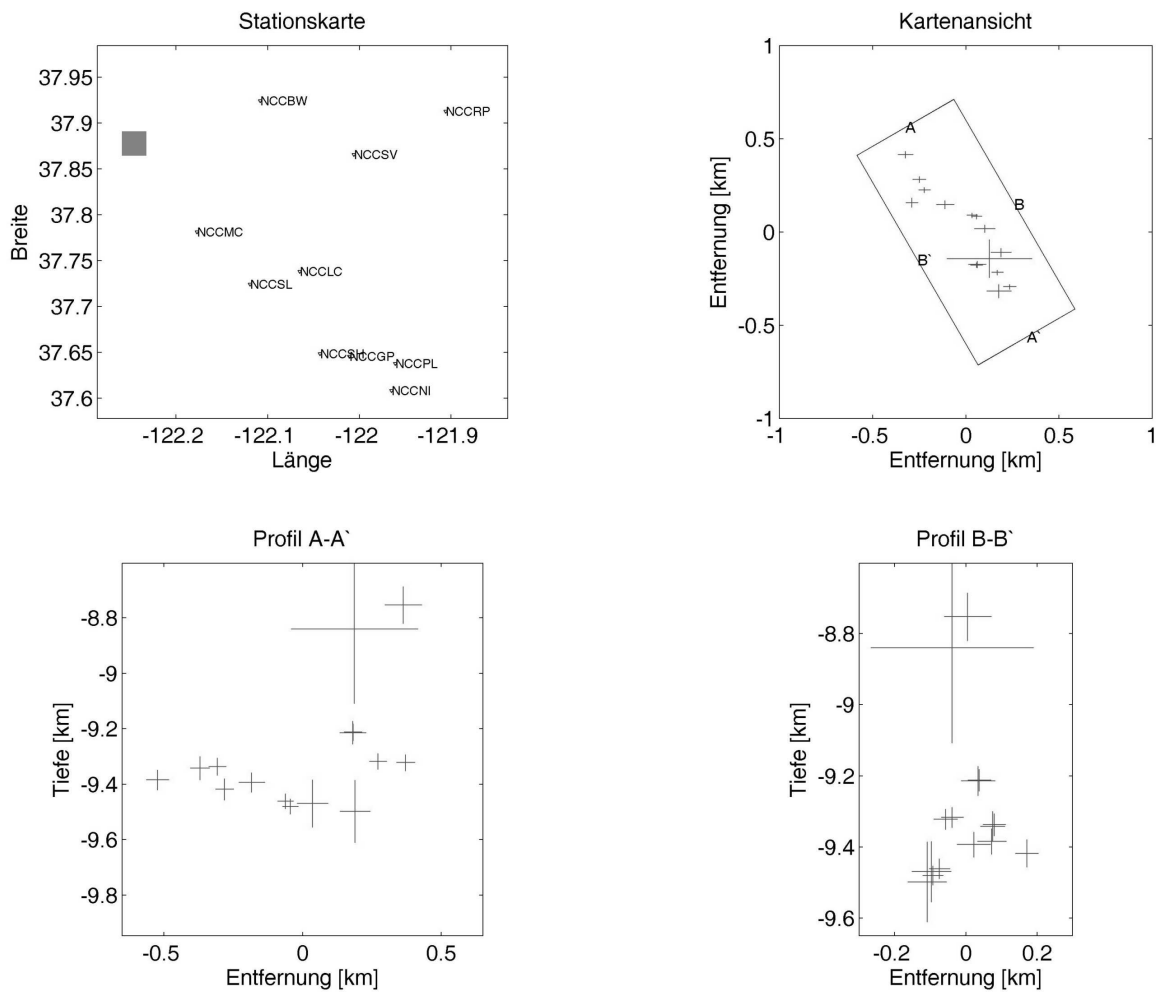 Stationskarte
37.95
37.9
37.85
37.8
37.75
37.7
37.65
37.6
Breite
NCCBW
NCCRP
NCCSV
NCCMC
NCCLC
NCCSL
NCCSH
NCCGP
NCCPL
NCCNI
-122.2
-122.1
-122
-121.9
Länge
Kartenansicht
1
0.5
0
-0.5
-1
Entfernung [km]
A
B
B`
A`
-1
-0.5
0
0.5
1
Entfernung [km]
Profil A-A`
-8.8
-9
-9.2
-9.4
-9.6
-9.8
Tiefe [km]
-0.5
0
0.5
Entfernung [km]
Profil B-B`
-8.8
-9
-9.2
-9.4
-9.6
Tiefe [km]
-0.2
0
0.2
Entfernung [km]